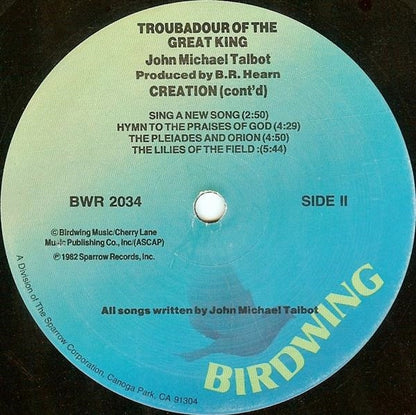 TROUBADOUR OF THE
GREAT KING
John Michael Talbot
Produced by B.R. Hearn
CREATION (cont'd)
SING A NEW SONG (2:50)
HYMN TO THE PRAISES OF GOD (4:29)
THE PLEIADES AND ORION (4:50)
THE LILIES OF THE FIELD :(5:44)
BWR 2034
SIDE II
© Birdwing Music/Cherry Lane
Music Publishing Co., Inc/(ASCAP)
℗ 1982 Sparrow Records, Inc.
All songs written by John Michael Talbot
BIRDWING
A Division of The Sparrow Corporation, Canoga Park, CA 91304